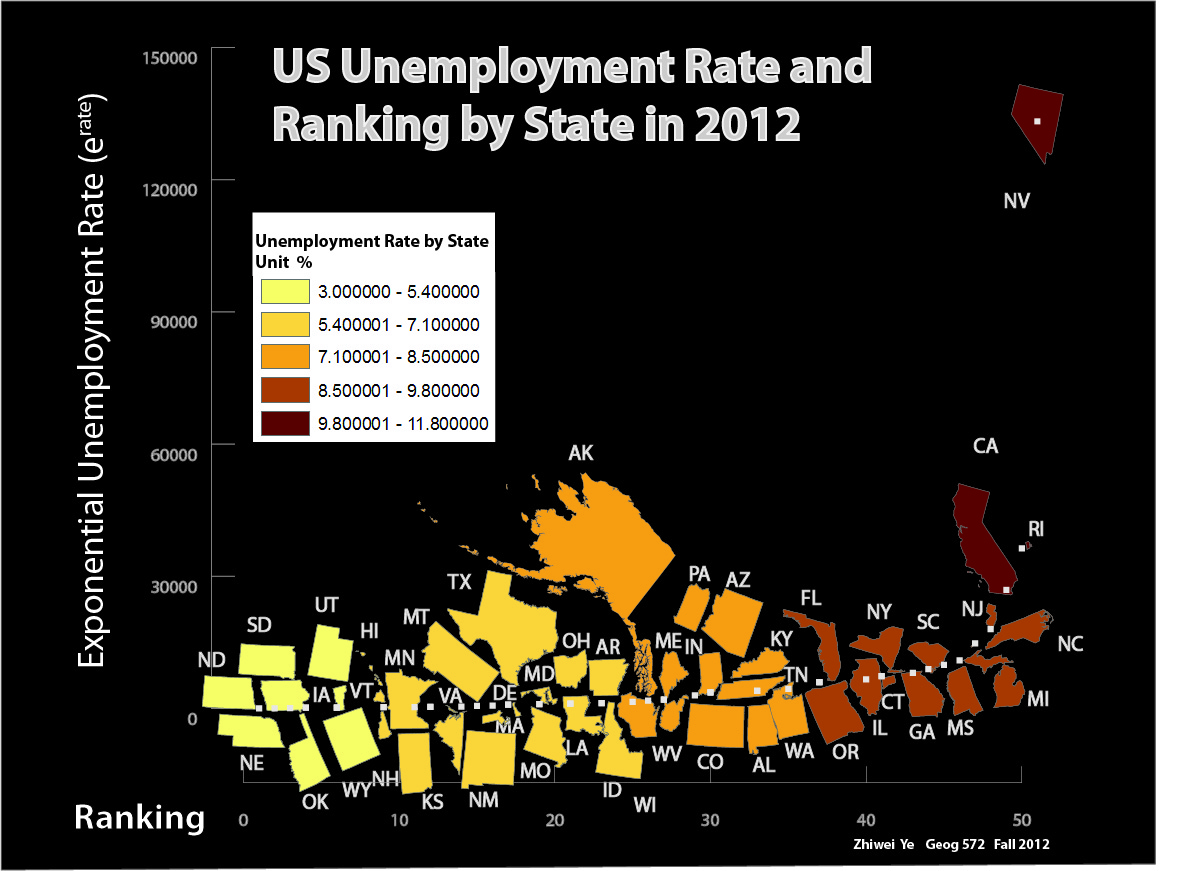 US Unemployment Rate and
Ranking by State in 2012
Exponential Unemployment Rate (e^rate)
150000
120000
90000
60000
30000
0
Unemployment Rate by State
Unit %
3.000000 - 5.400000
5.400001 - 7.100000
7.100001 - 8.500000
8.500001 - 9.800000
9.800001 - 11.800000
NV
CA
AK
RI
TX
PA
AZ
UT
FL
NJ
SD
MT
HI
NY
SC
OH
AR
ME
IN
KY
NC
ND
MN
MD
TN
IA
VT
VA
DE
CT
MI
MA
IL
GA
MS
NE
LA
WV
CO
AL
WA
OR
OK
WY
NH
KS
NM
MO
ID
WI
Ranking
0
10
20
30
40
50
Zhiwei Ye Geog 572 Fall 2012